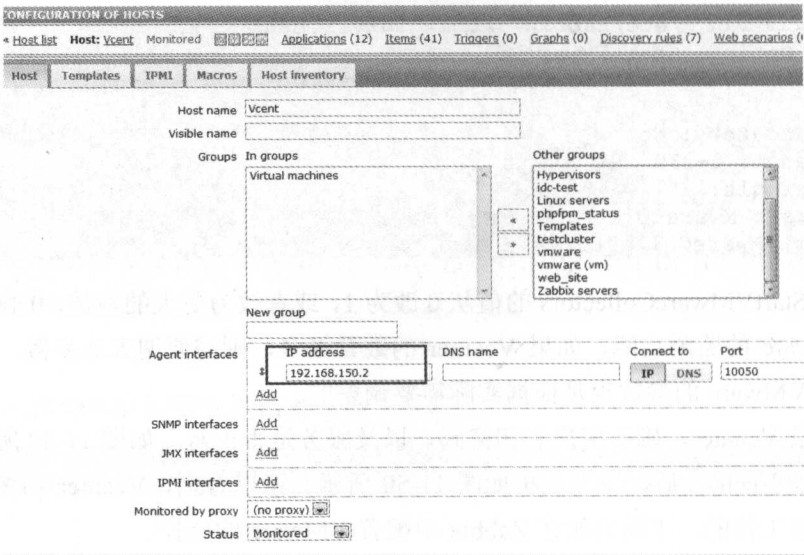 CONFIGURATION OF HOSTS
« Host list Host: Vcent Monitored Applications (12) Items (41) Triggers (0) Graphs (0) Discovery rules (7) Web scenarios
Host Templates IPMI Macros Host inventory
Host name Vcent
Visible name
Groups In groups Other groups
Virtual machines
Hypervisors
idc-test
Linux servers
phpfpm_status
Templates
testcluster
vmware
vmware (vm)
web_site
Zabbix servers
«
»
New group
Agent interfaces IP address DNS name Connect to Port
192.168.150.2 IP DNS 10050
Add
SNMP interfaces Add
JMX interfaces Add
IPMI interfaces Add
Monitored by proxy (no proxy)
Status Monitored